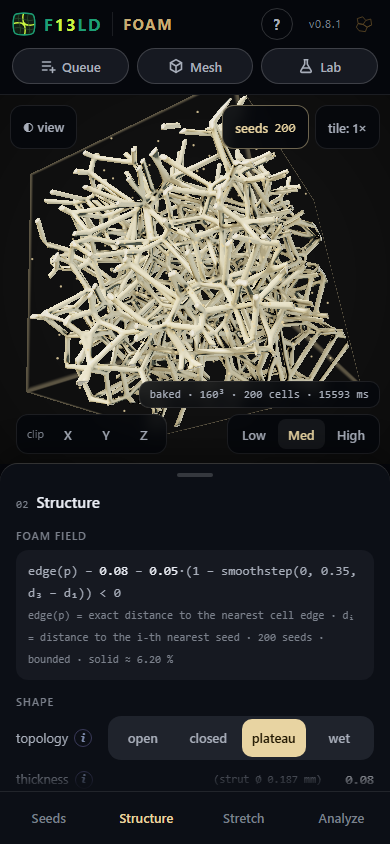 F13LD FOAM ? v0.8.1
Queue Mesh Lab
view seeds 200 tile: 1×
baked · 160³ · 200 cells · 15593 ms
clip X Y Z Low Med High
02 Structure
FOAM FIELD
edge(p) − 0.08 − 0.05·(1 − smoothstep(0, 0.35,
d₃ − d₁)) < 0
edge(p) = exact distance to the nearest cell edge · dᵢ
= distance to the i-th nearest seed · 200 seeds ·
bounded · solid ≈ 6.20 %
SHAPE
topology i open closed plateau wet
thickness i (strut Ø 0.187 mm) 0.08
Seeds Structure Stretch Analyze